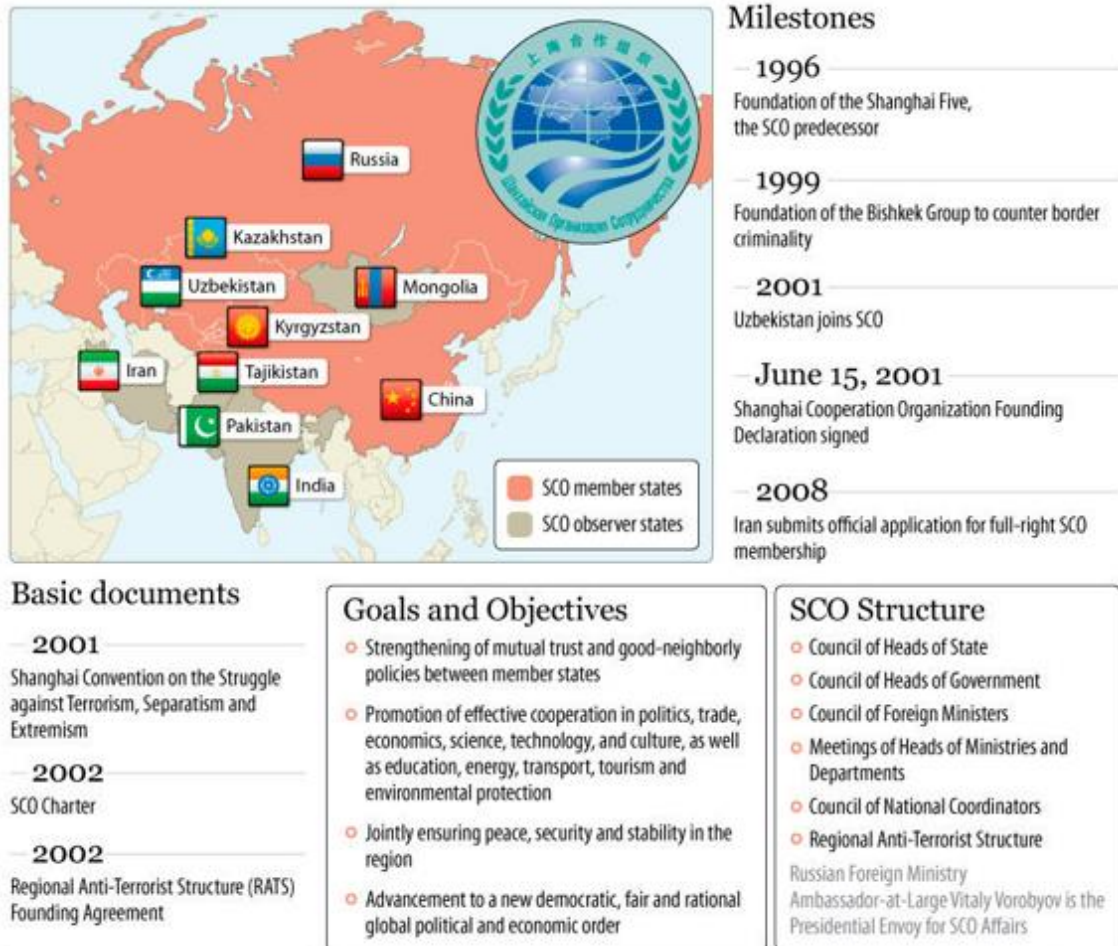 上海合作组织
Шанхайская Организация Сотрудничества
Russia
Kazakhstan
Uzbekistan
Mongolia
Kyrgyzstan
Iran
Tajikistan
China
Pakistan
India
SCO member states
SCO observer states
Milestones
1996
Foundation of the Shanghai Five,
the SCO predecessor
1999
Foundation of the Bishkek Group to counter border
criminality
2001
Uzbekistan joins SCO
June 15, 2001
Shanghai Cooperation Organization Founding
Declaration signed
2008
Iran submits official application for full-right SCO
membership
Basic documents
2001
Shanghai Convention on the Struggle
against Terrorism, Separatism and
Extremism
2002
SCO Charter
2002
Regional Anti-Terrorist Structure (RATS)
Founding Agreement
Goals and Objectives
Strengthening of mutual trust and good-neighborly
policies between member states
Promotion of effective cooperation in politics, trade,
economics, science, technology, and culture, as well
as education, energy, transport, tourism and
environmental protection
Jointly ensuring peace, security and stability in the
region
Advancement to a new democratic, fair and rational
global political and economic order
SCO Structure
Council of Heads of State
Council of Heads of Government
Council of Foreign Ministers
Meetings of Heads of Ministries and
Departments
Council of National Coordinators
Regional Anti-Terrorist Structure
Russian Foreign Ministry
Ambassador-at-Large Vitaly Vorobyov is the
Presidential Envoy for SCO Affairs